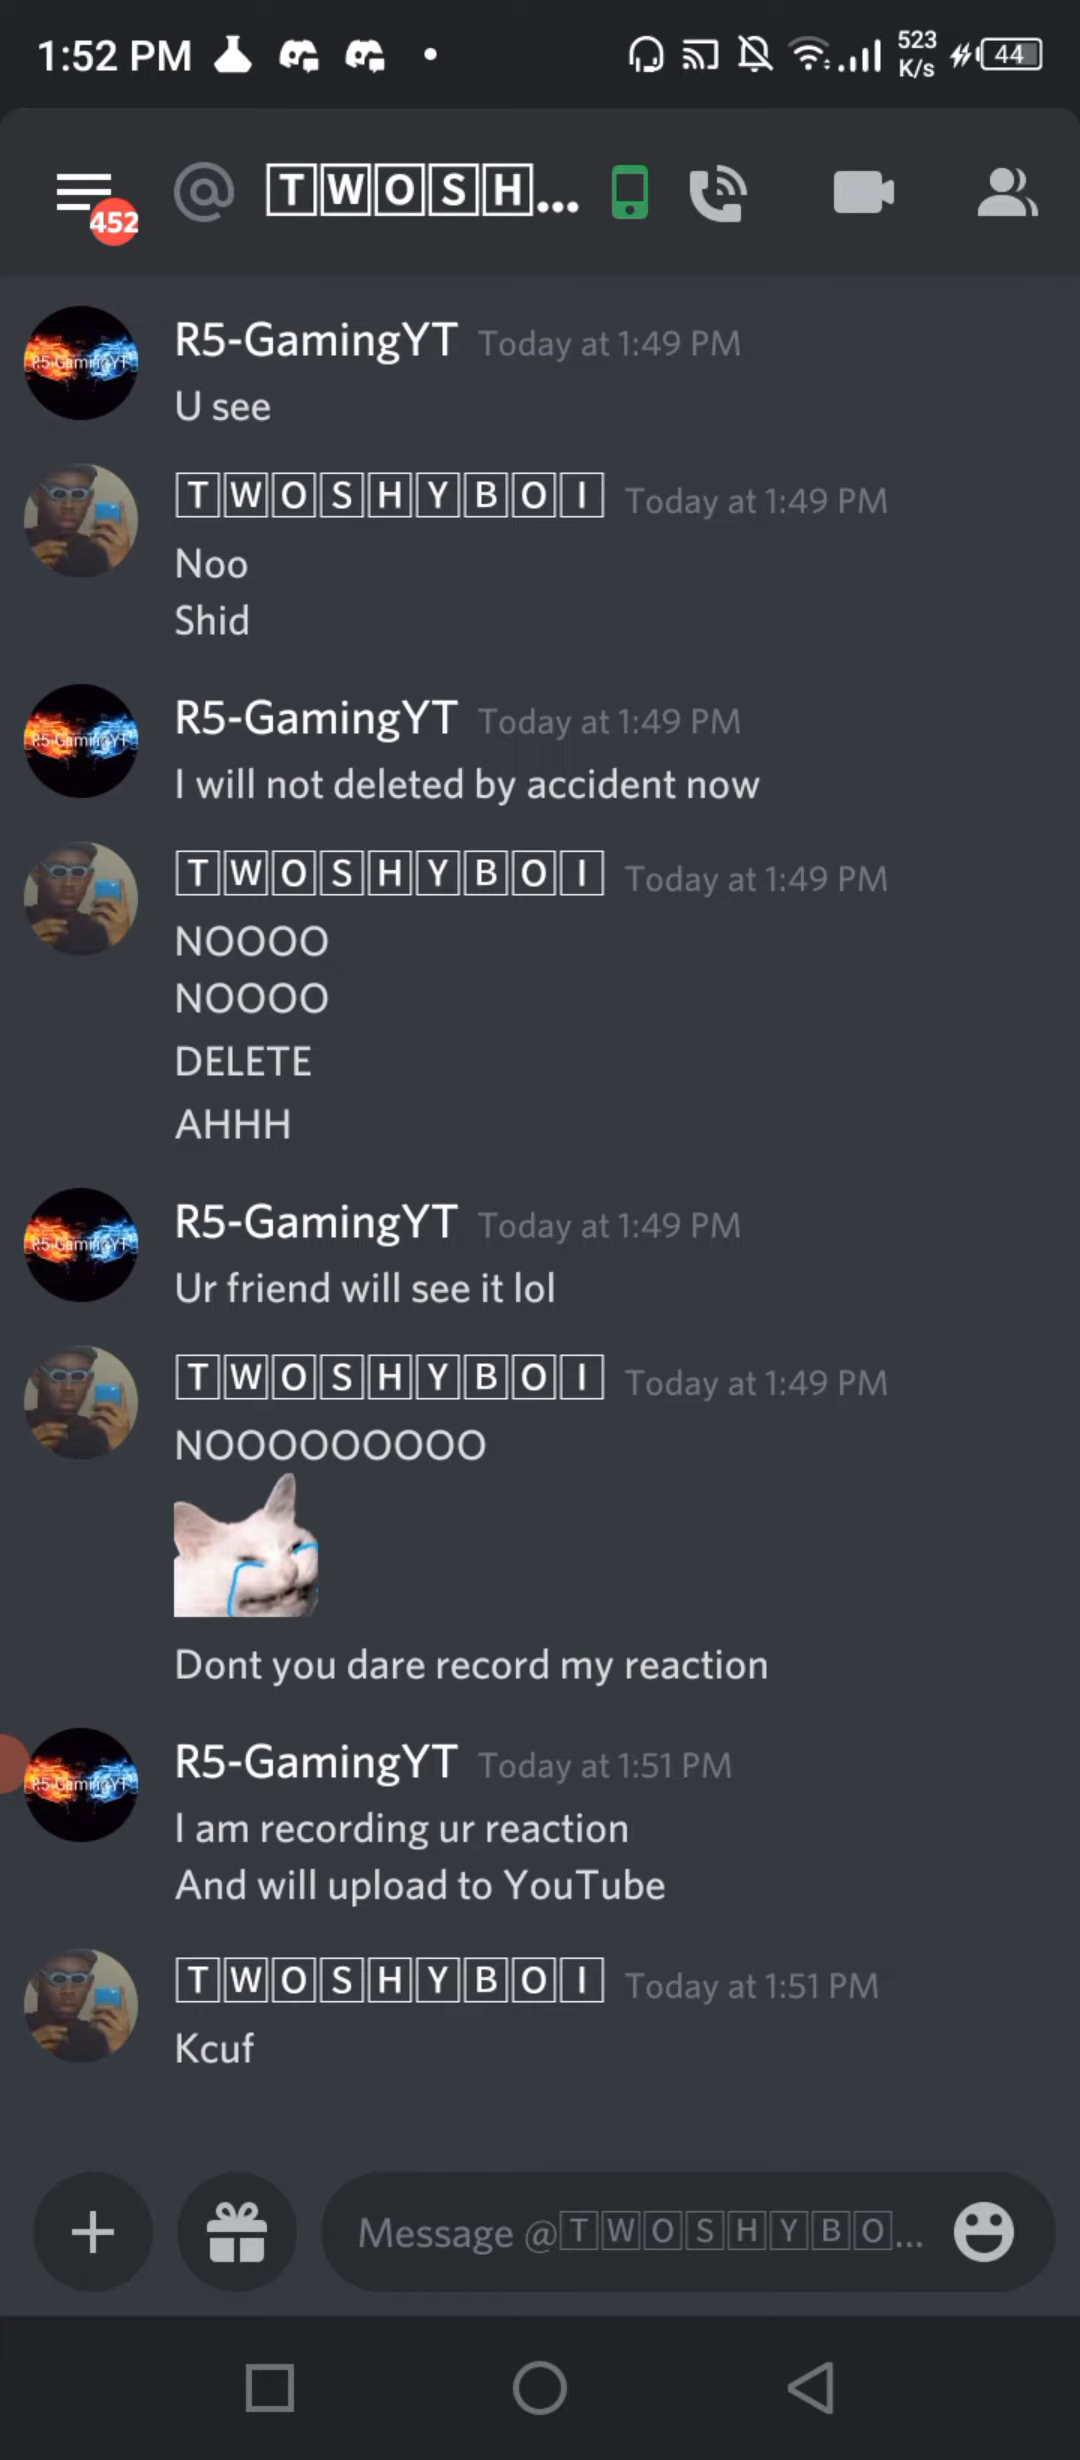 1:52 PM
523
K/s
44
452
🅃🅆🄾🅂🄷...
R5-GamingYT Today at 1:49 PM
U see
🅃🅆🄾🅂🄷🅈🄱🄾🄸 Today at 1:49 PM
Noo
Shid
R5-GamingYT Today at 1:49 PM
I will not deleted by accident now
🅃🅆🄾🅂🄷🅈🄱🄾🄸 Today at 1:49 PM
NOOOO
NOOOO
DELETE
AHHH
R5-GamingYT Today at 1:49 PM
Ur friend will see it lol
🅃🅆🄾🅂🄷🅈🄱🄾🄸 Today at 1:49 PM
NOOOOOOOOO
Dont you dare record my reaction
R5-GamingYT Today at 1:51 PM
I am recording ur reaction
And will upload to YouTube
🅃🅆🄾🅂🄷🅈🄱🄾🄸 Today at 1:51 PM
Kcuf
Message @🅃🅆🄾🅂🄷🅈🄱🄾...